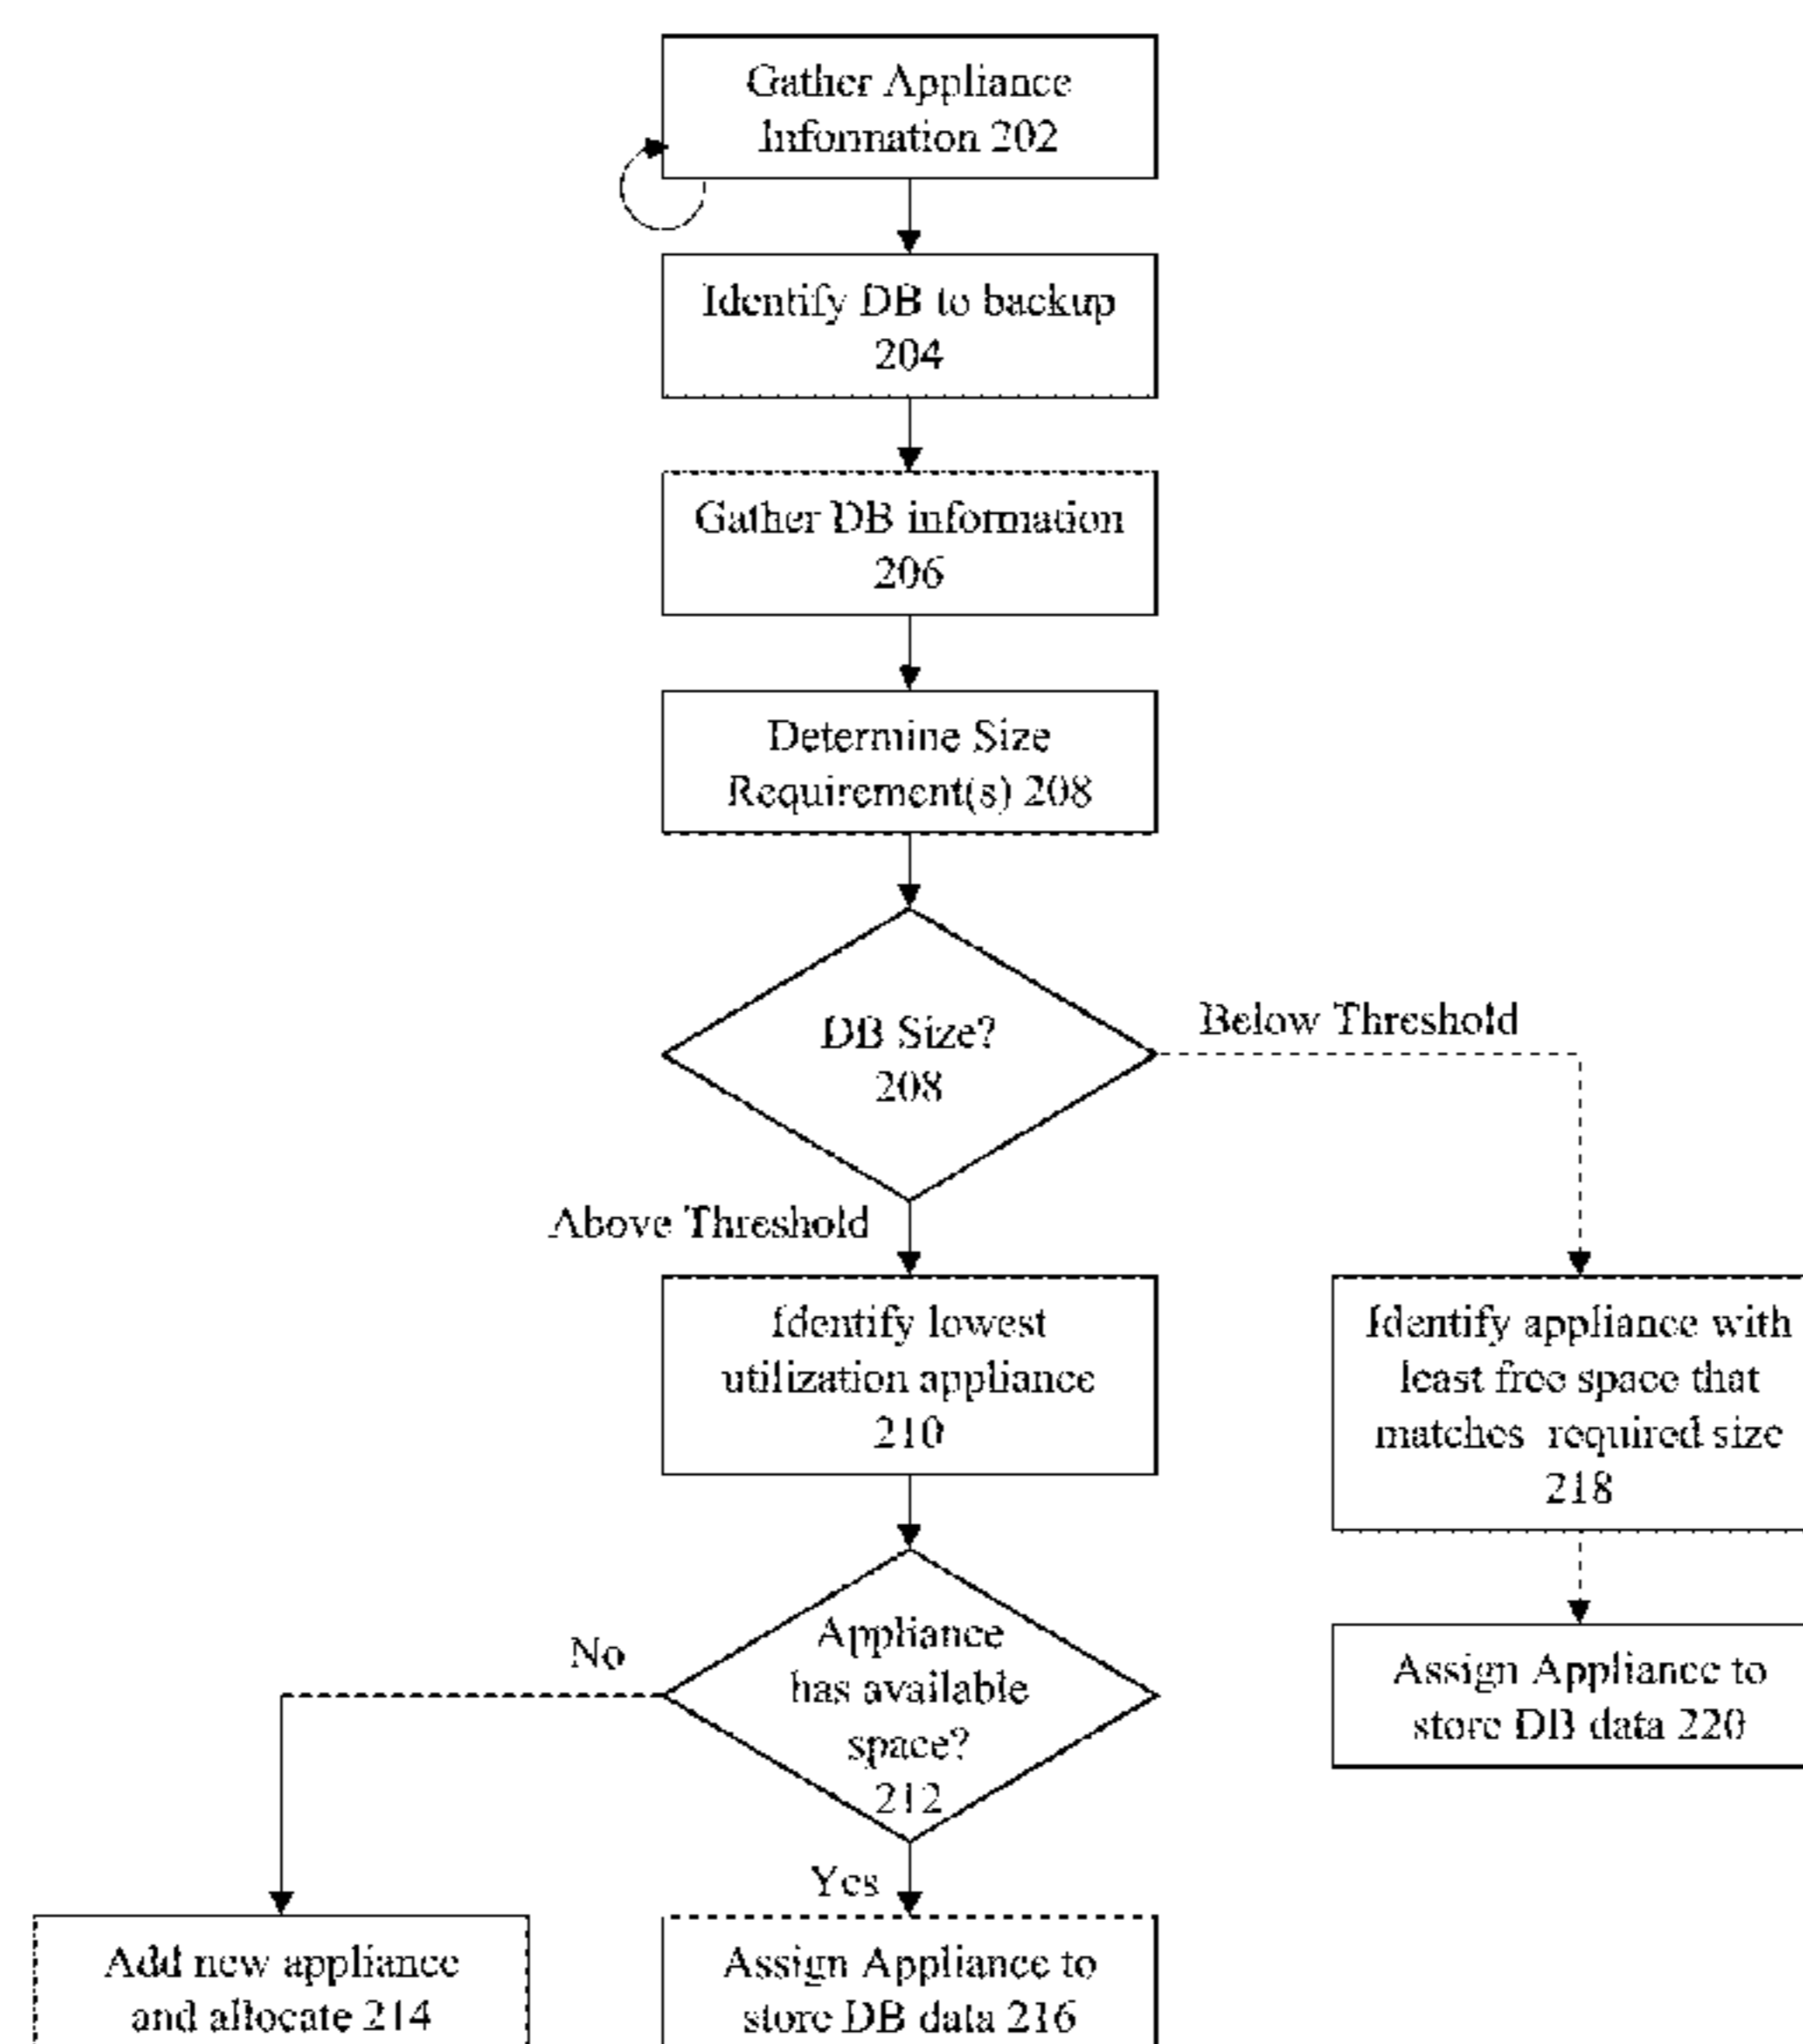 Gather Appliance
Information 202
Identify DB to backup
204
Gather DB information
206
Determine Size
Requirement(s) 208
DB Size?
208
Below Threshold
Above Threshold
Identify lowest
utilization appliance
210
Identify appliance with
least free space that
matches required size
218
Appliance
has available
space?
212
No
Assign Appliance to
store DB data 220
Yes
Add new appliance
and allocate 214
Assign Appliance to
store DB data 216